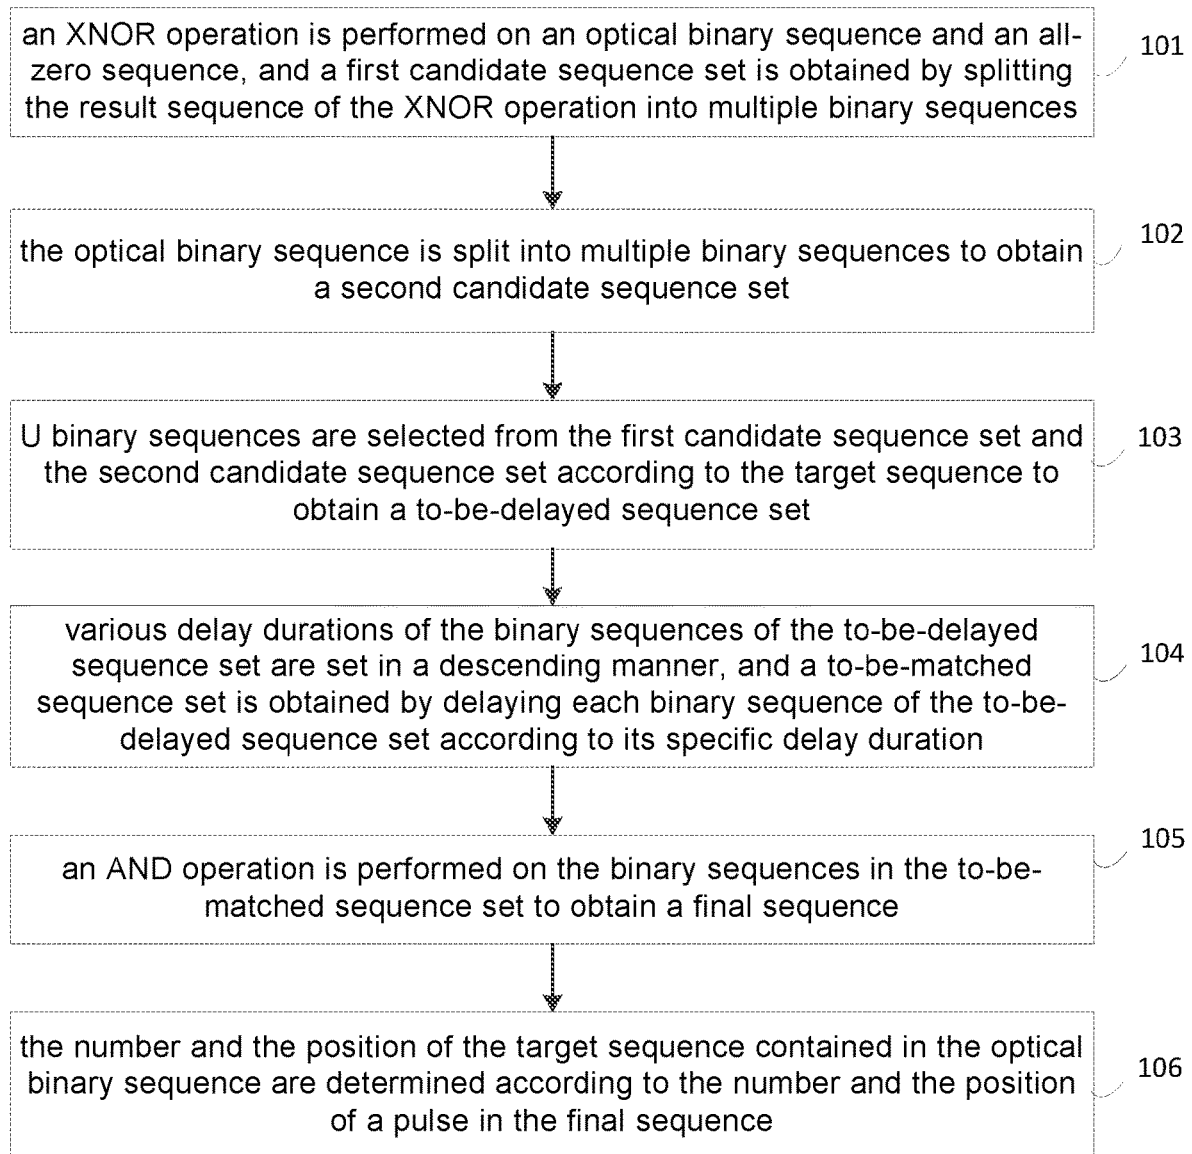 an XNOR operation is performed on an optical binary sequence and an all-
zero sequence, and a first candidate sequence set is obtained by splitting
the result sequence of the XNOR operation into multiple binary sequences
101
the optical binary sequence is split into multiple binary sequences to obtain
a second candidate sequence set
102
U binary sequences are selected from the first candidate sequence set and
the second candidate sequence set according to the target sequence to
obtain a to-be-delayed sequence set
103
various delay durations of the binary sequences of the to-be-delayed
sequence set are set in a descending manner, and a to-be-matched
sequence set is obtained by delaying each binary sequence of the to-be-
delayed sequence set according to its specific delay duration
104
an AND operation is performed on the binary sequences in the to-be-
matched sequence set to obtain a final sequence
105
the number and the position of the target sequence contained in the optical
binary sequence are determined according to the number and the position
of a pulse in the final sequence
106